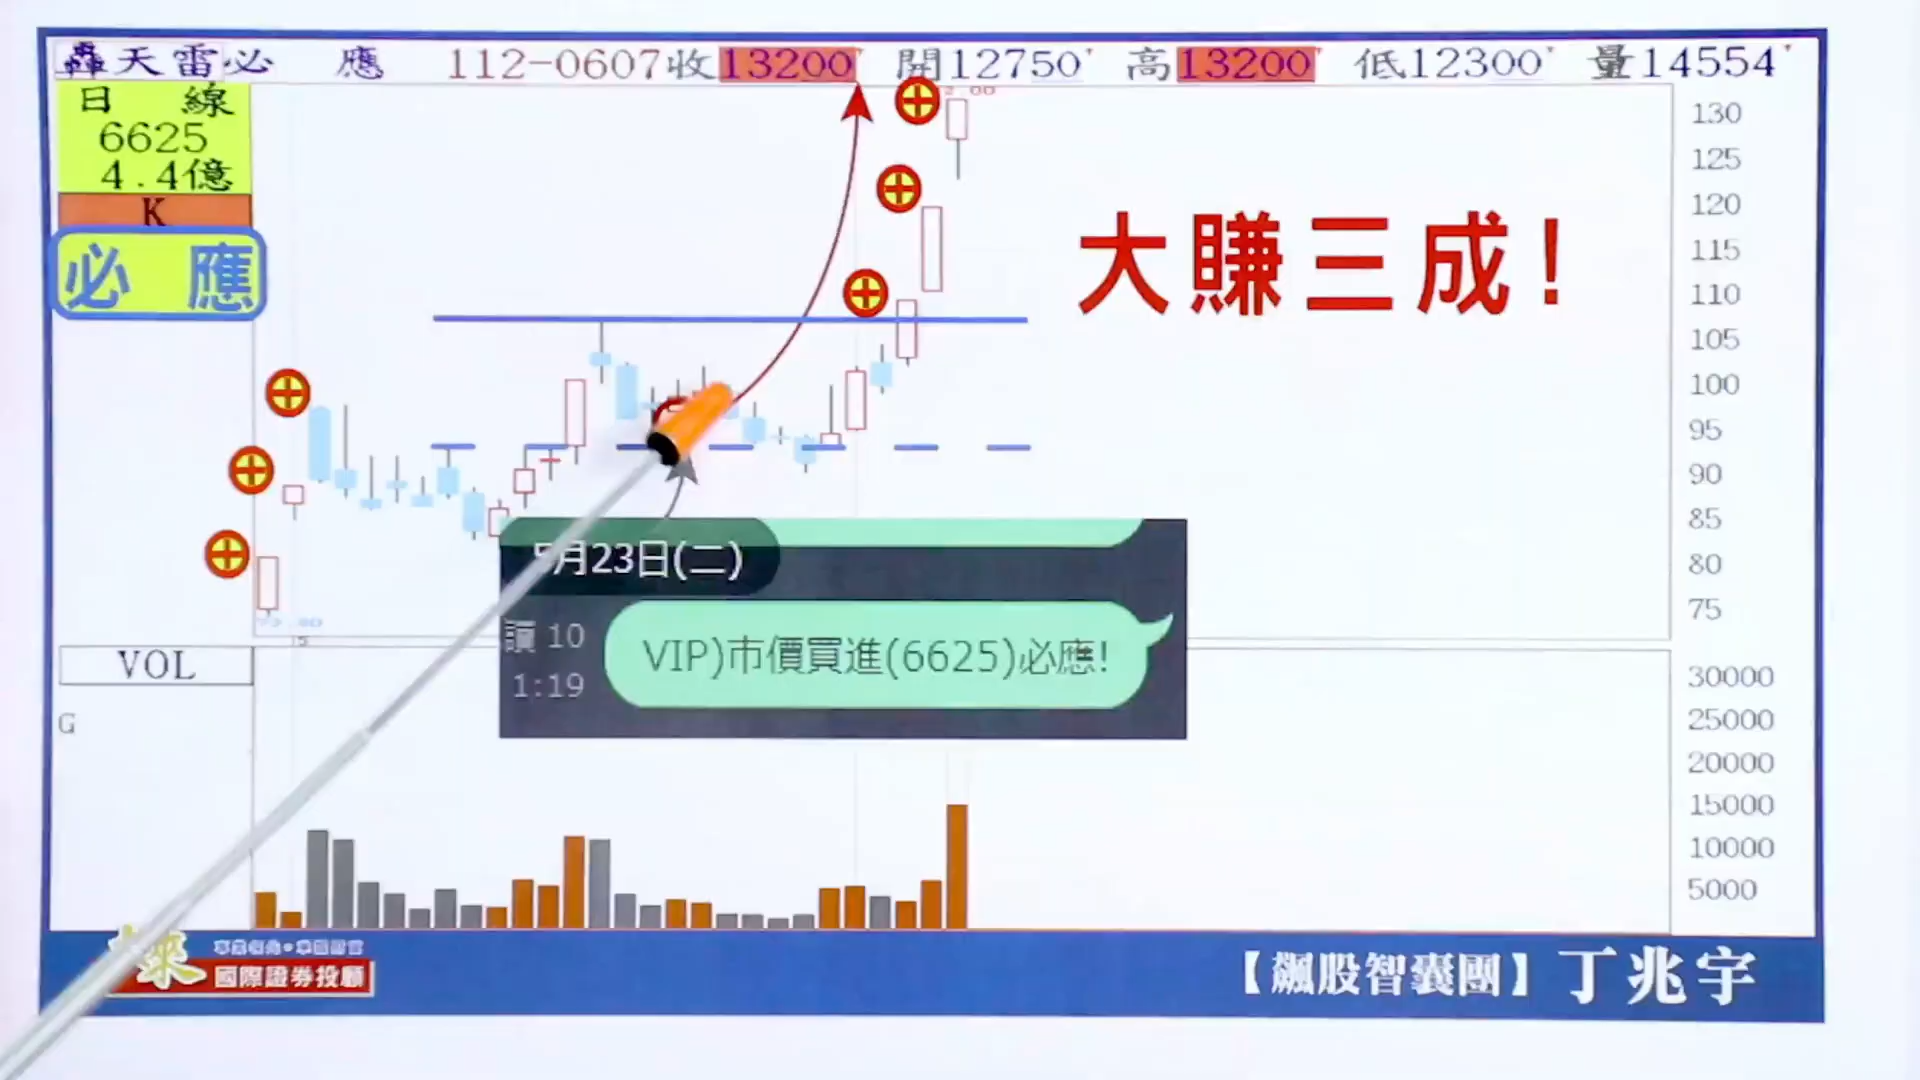 轟天雷必 應 112-0607收13200' 開12750' 高13200' 低12300' 量14554'
日 線
6625
4.4億
K
必 應
大賺三成!
130
125
120
115
110
105
100
95
90
85
80
75
5月23日(二)
讀 10
1:19
VIP)市價買進(6625)必應!
VOL
G
30000
25000
20000
15000
10000
5000
國際證券投顧
【飆股智囊團】丁兆宇